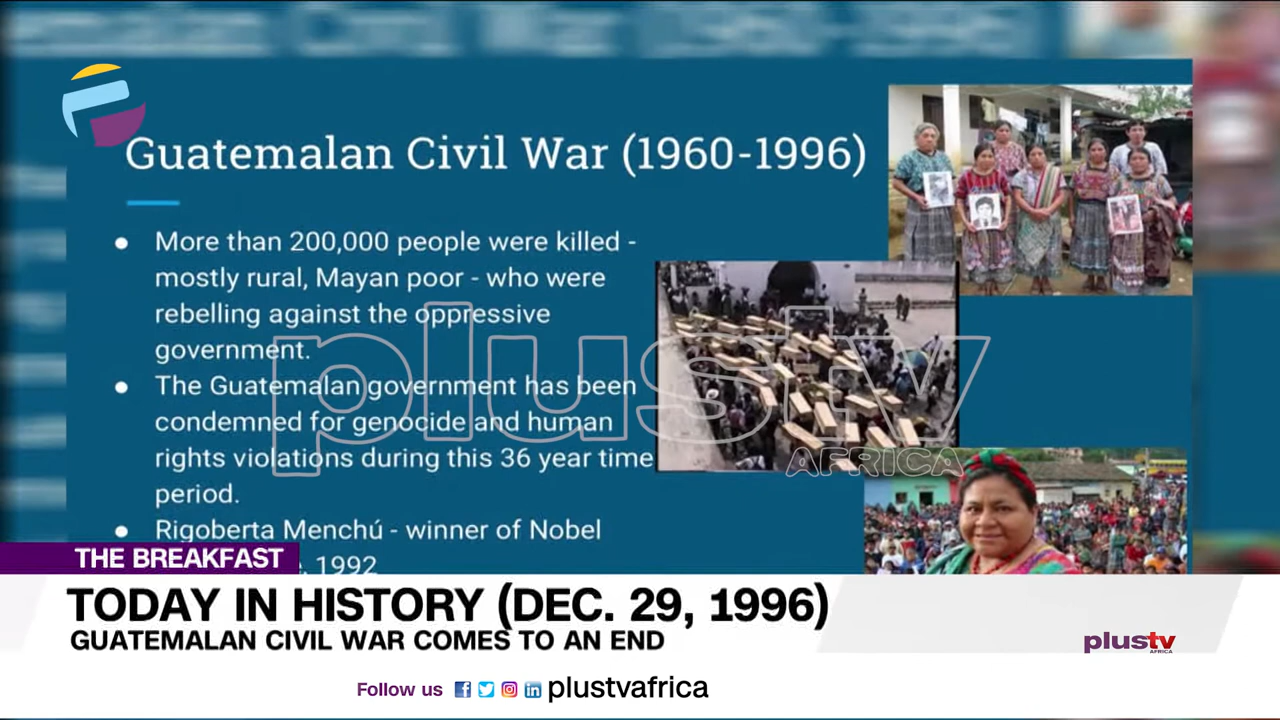 Guatemalan Civil War (1960-1996)
● More than 200,000 people were killed -
mostly rural, Mayan poor - who were
rebelling against the oppressive
government.
● The Guatemalan government has been
condemned for genocide and human
rights violations during this 36 year time
period.
● Rigoberta Menchú - winner of Nobel
1992
plustv
AFRICA
THE BREAKFAST
TODAY IN HISTORY (DEC. 29, 1996)
GUATEMALAN CIVIL WAR COMES TO AN END
plustv
AFRICA
Follow us plustvafrica